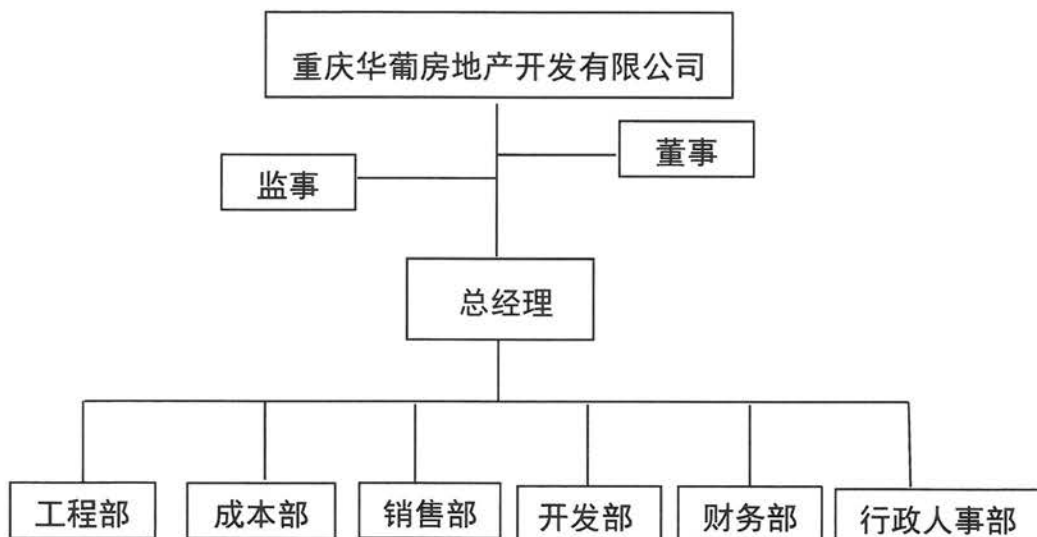 重庆华葡房地产开发有限公司
董事
监事
总经理
工程部
成本部
销售部
开发部
财务部
行政人事部